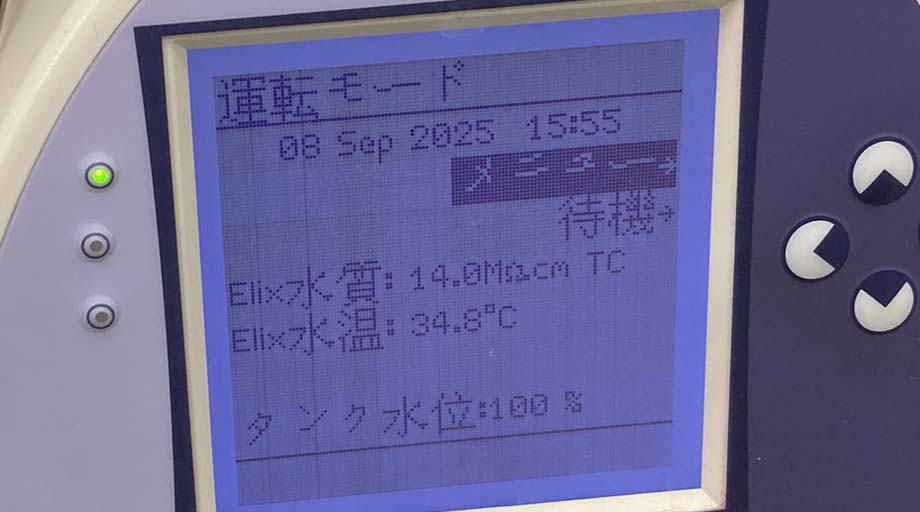 運転モード
08 Sep 2025 15:55
メニュー→
待機→
Elix水質: 14.0MΩcm TC
Elix水温: 34.8°C
タンク水位:100 %